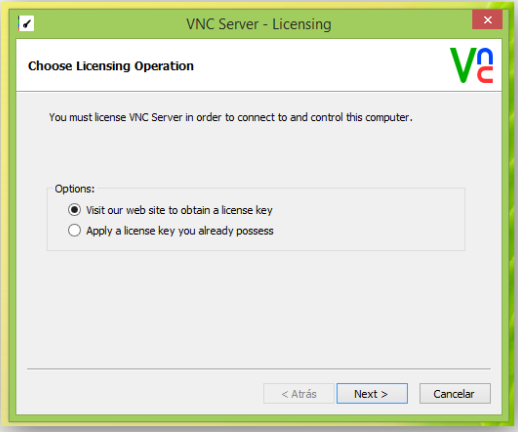 VNC Server - Licensing
Choose Licensing Operation
Vnc
You must license VNC Server in order to connect to and control this computer.
Options:
Visit our web site to obtain a license key
Apply a license key you already possess
< Atrás Next > Cancelar